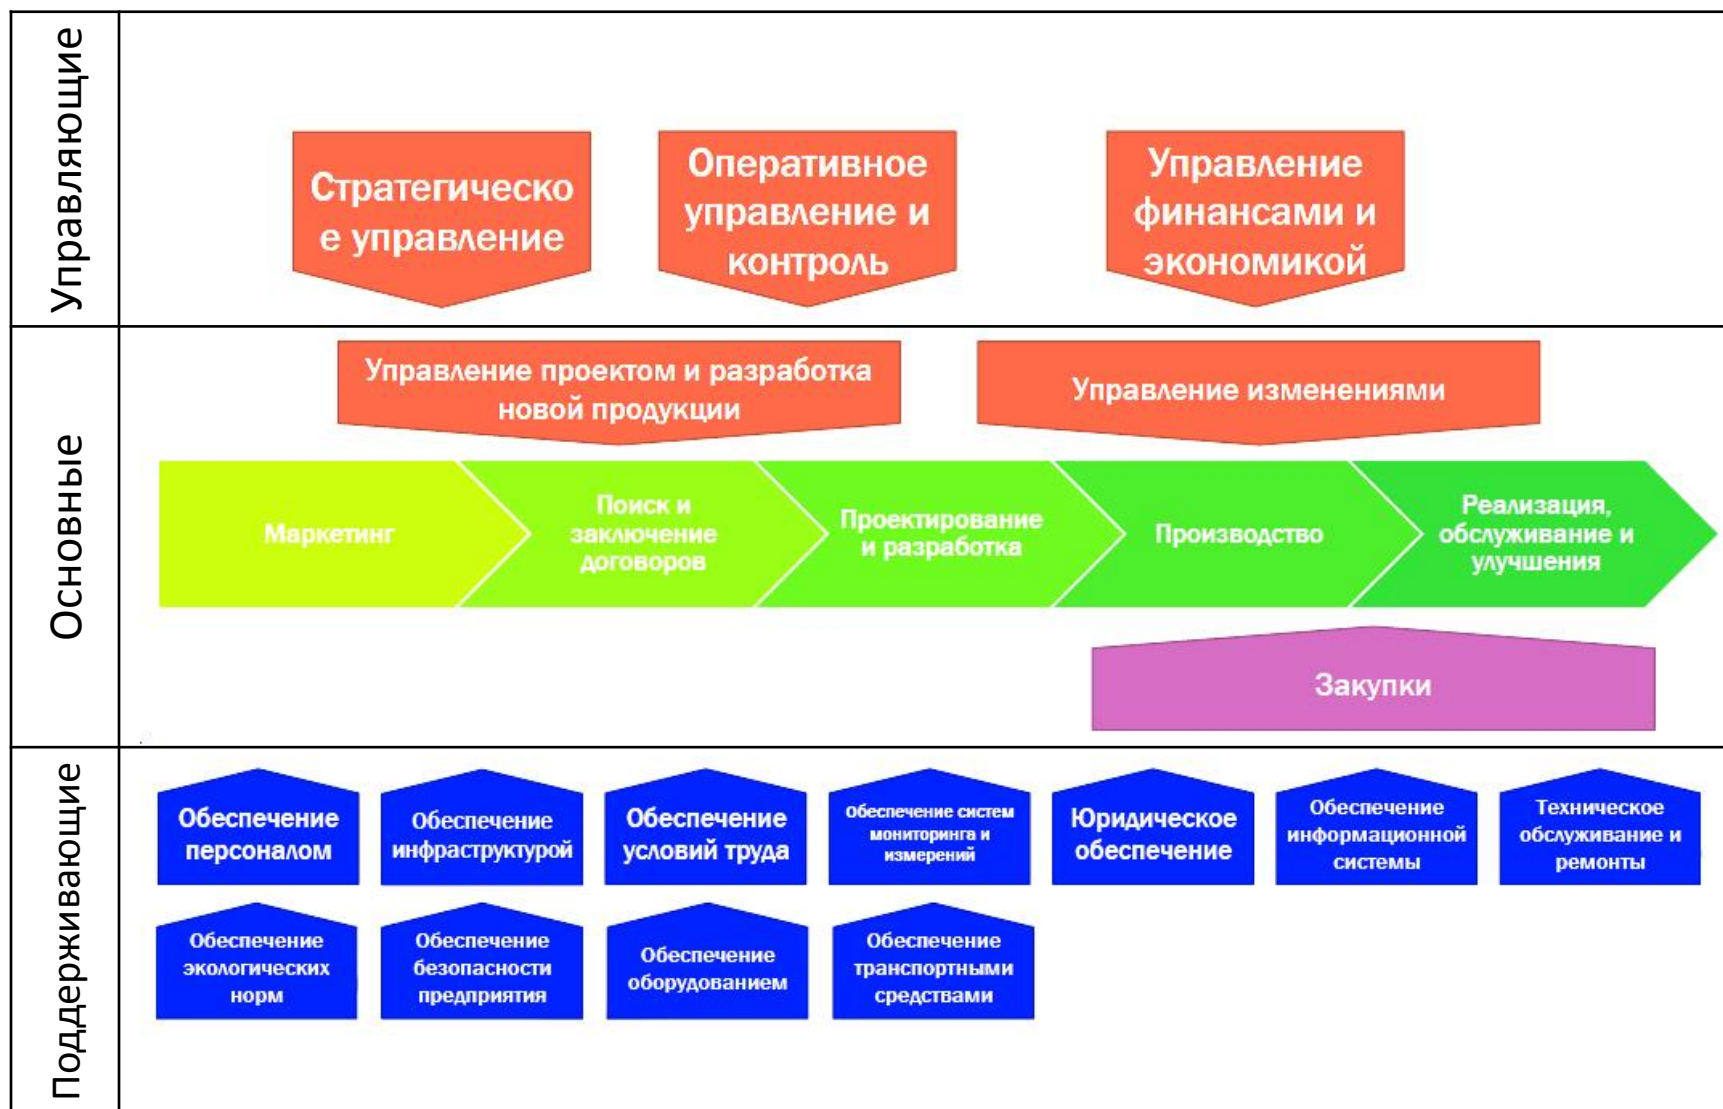 Управляющие
Стратегическо
е управление
Оперативное
управление и
контроль
Управление
финансами и
экономикой
Основные
Управление проектом и разработка
новой продукции
Управление изменениями
Маркетинг
Поиск и
заключение
договоров
Проектирование
и разработка
Производство
Реализация,
обслуживание и
улучшения
Закупки
Поддерживающие
Обеспечение
персоналом
Обеспечение
инфраструктурой
Обеспечение
условий труда
Обеспечение систем
мониторинга и
измерений
Юридическое
обеспечение
Обеспечение
информационной
системы
Техническое
обслуживание и
ремонты
Обеспечение
экологических
норм
Обеспечение
безопасности
предприятия
Обеспечение
оборудованием
Обеспечение
транспортными
средствами